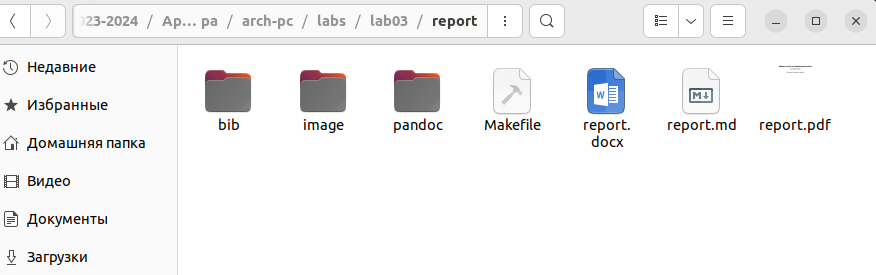 023-2024 / Ap… pa / arch-pc / labs / lab03 / report
Недавние
Избранные
Домашняя папка
Видео
Документы
Загрузки
bib
image
pandoc
Makefile
report.
docx
report.md
report.pdf